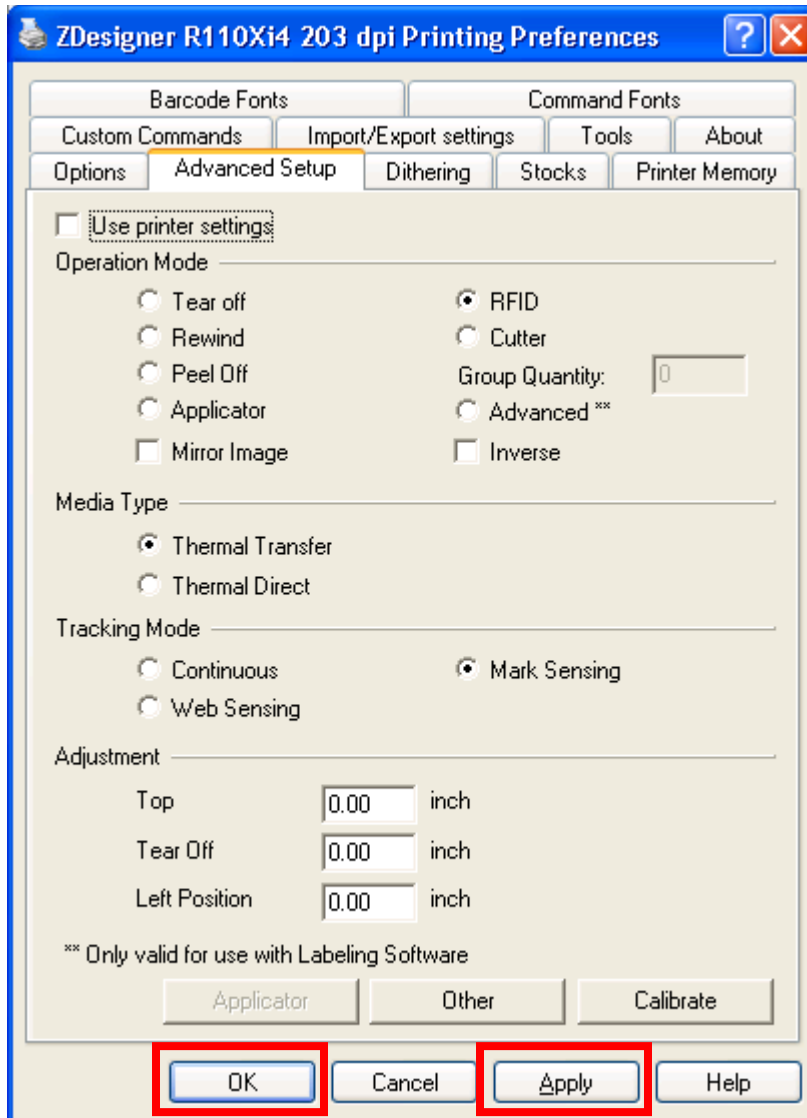 ZDesigner R110Xi4 203 dpi Printing Preferences ?
Barcode Fonts Command Fonts
Custom Commands Import/Export settings Tools About
Options Advanced Setup Dithering Stocks Printer Memory
Use printer settings
Operation Mode
Tear off RFID
Rewind Cutter
Peel Off Group Quantity: 0
Applicator Advanced **
Mirror Image Inverse
Media Type
Thermal Transfer
Thermal Direct
Tracking Mode
Continuous Mark Sensing
Web Sensing
Adjustment
Top 0.00 inch
Tear Off 0.00 inch
Left Position 0.00 inch
** Only valid for use with Labeling Software
Applicator Other Calibrate
OK Cancel Apply Help